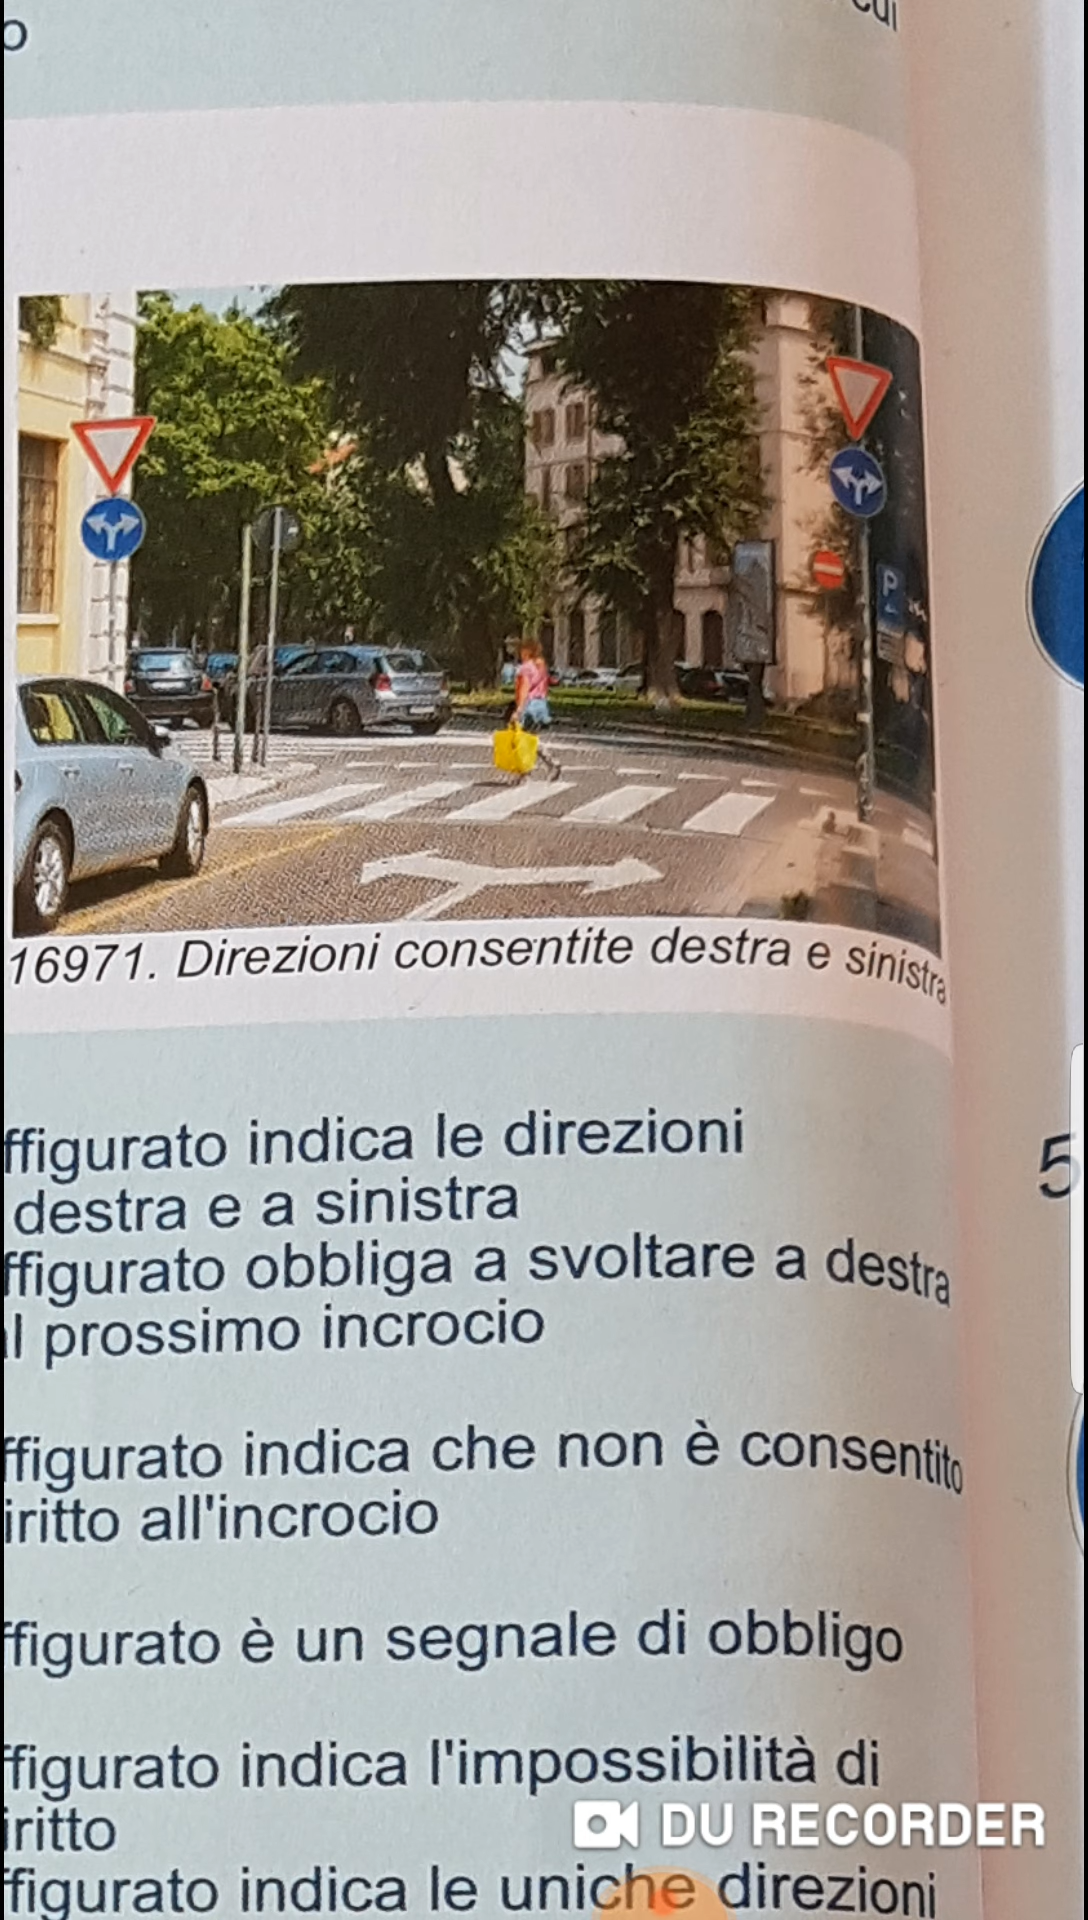 o
16971. Direzioni consentite destra e sinistra
ffigurato indica le direzioni
destra e a sinistra
ffigurato obbliga a svoltare a destra
l prossimo incrocio
ffigurato indica che non è consentito
iritto all'incrocio
ffigurato è un segnale di obbligo
ffigurato indica l'impossibilità di
iritto
ffigurato indica le uniche direzioni
P
5
DU RECORDER